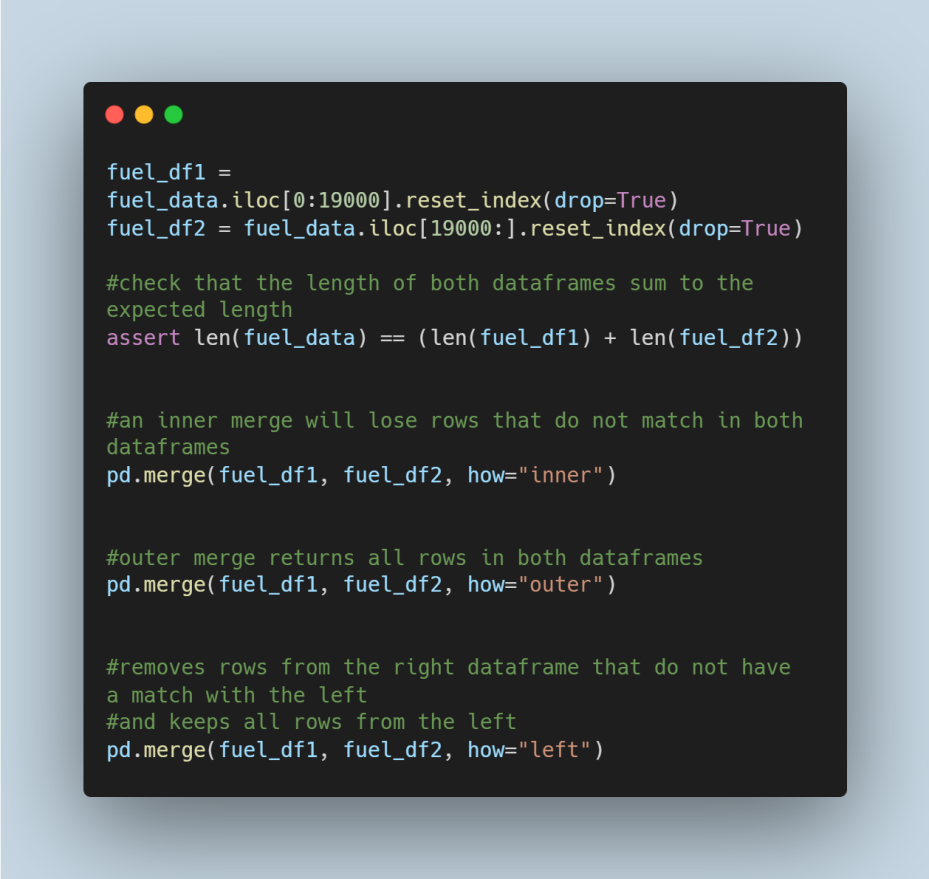 fuel_df1 =
fuel_data.iloc[0:19000].reset_index(drop=True)
fuel_df2 = fuel_data.iloc[19000:].reset_index(drop=True)
#check that the length of both dataframes sum to the
expected length
assert len(fuel_data) == (len(fuel_df1) + len(fuel_df2))
#an inner merge will lose rows that do not match in both
dataframes
pd.merge(fuel_df1, fuel_df2, how="inner")
#outer merge returns all rows in both dataframes
pd.merge(fuel_df1, fuel_df2, how="outer")
#removes rows from the right dataframe that do not have
a match with the left
#and keeps all rows from the left
pd.merge(fuel_df1, fuel_df2, how="left")